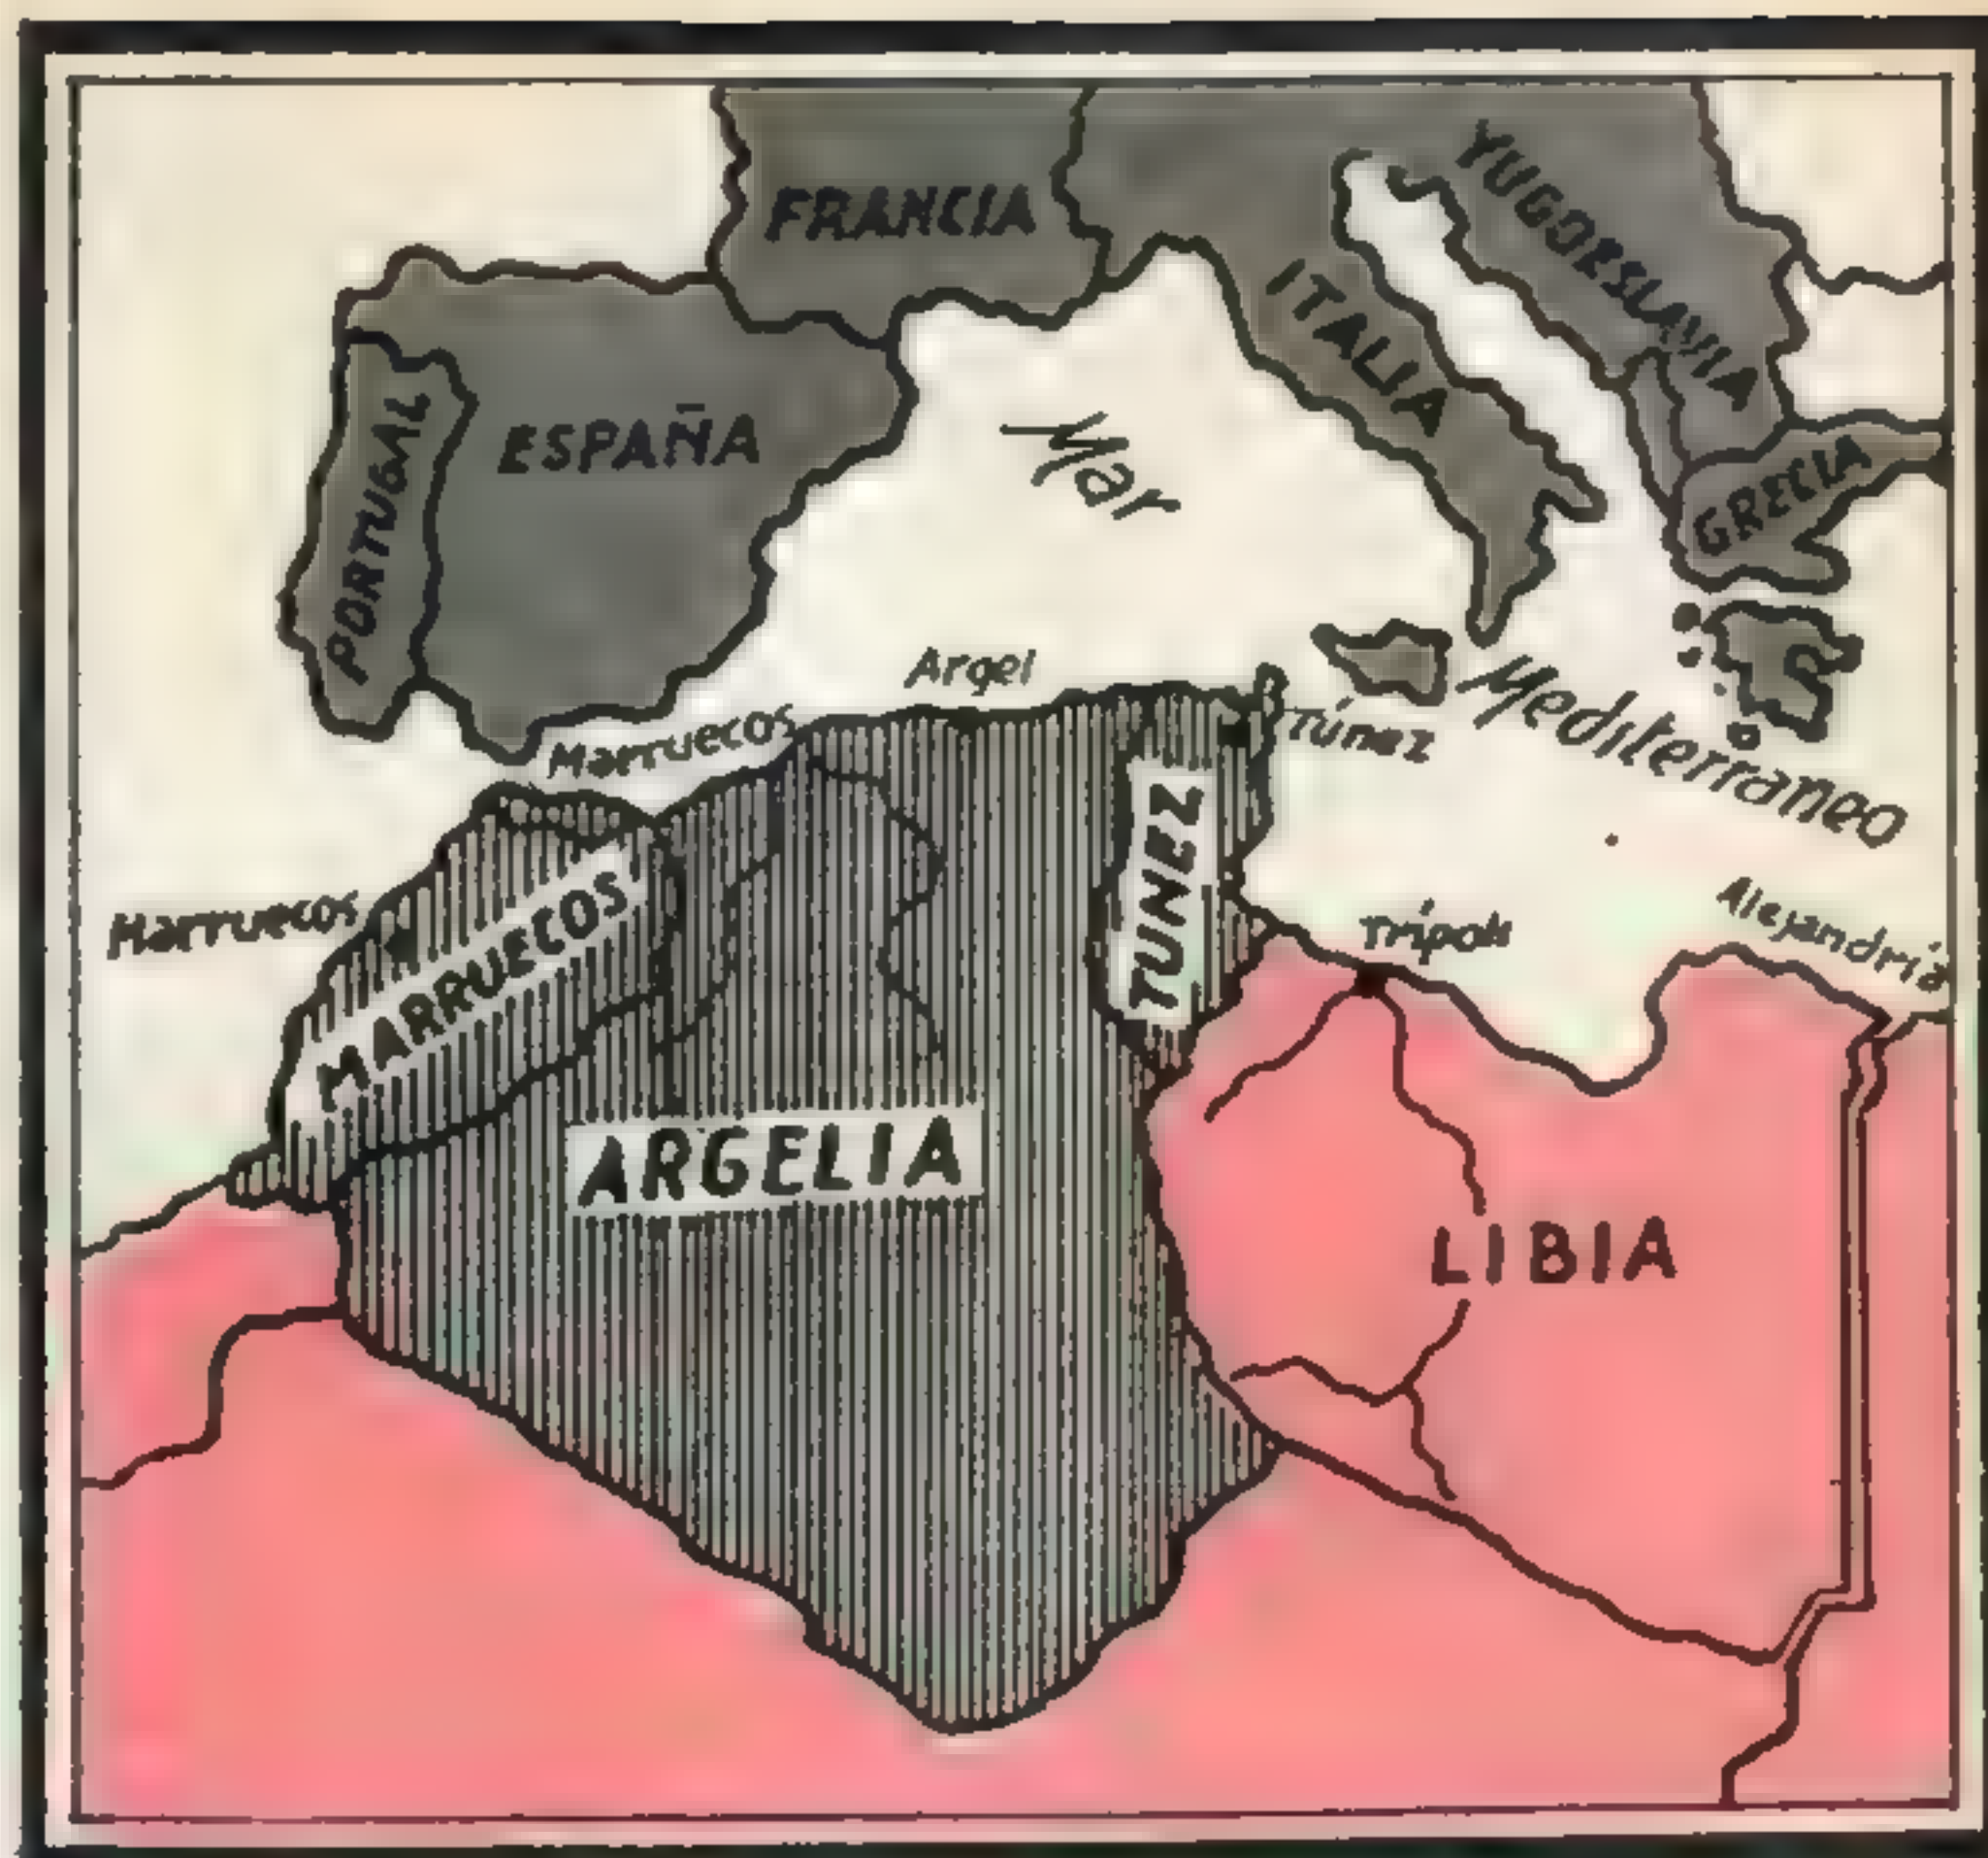 FRANCIA
YUGOESLAVIA
ITALIA
PORTUGAL
ESPAÑA
Mar
GRECIA
Argel
Mediterraneo
Marruecos
Túnez
TUNEZ
Marruecos
MARRUECOS
Trípoli
Alejandría
ARGELIA
LIBIA